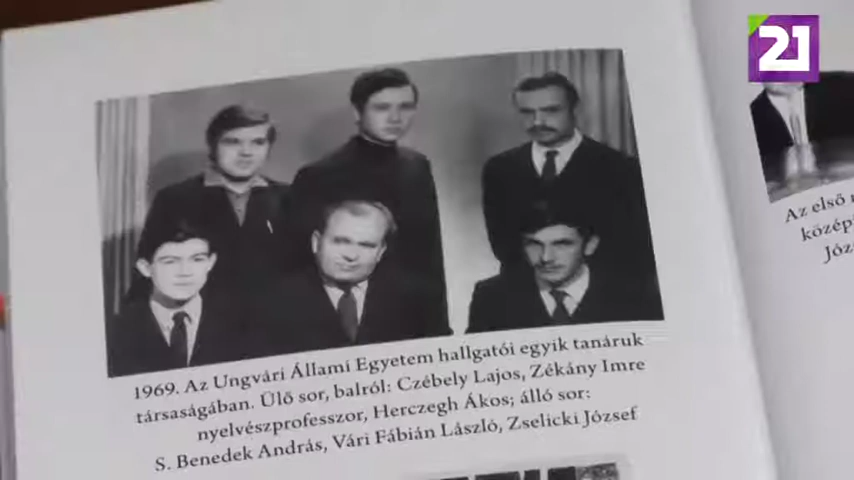 21
1969. Az Ungvári Állami Egyetem hallgatói egyik tanáruk
társaságában. Ülő sor, balról: Czébely Lajos, Zékány Imre
nyelvészprofesszor, Herczegh Ákos; álló sor:
S. Benedek András, Vári Fábián László, Zselicki József
Az első
közép
Józ